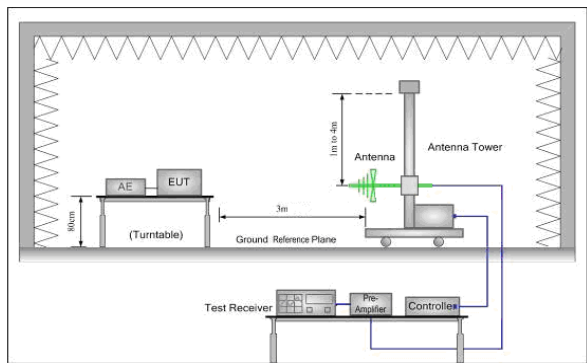 1m to 4m
Antenna
Antenna Tower
AE
EUT
80cm
(Turntable)
3m
Ground Reference Plane
Test Receiver
Pre-
Amplifier
Controller